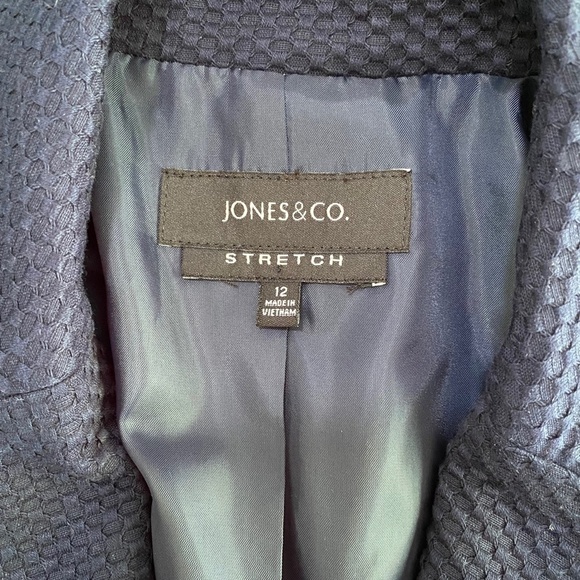 JONES&CO.
STRETCH
12
MADE IN
VIETNAM